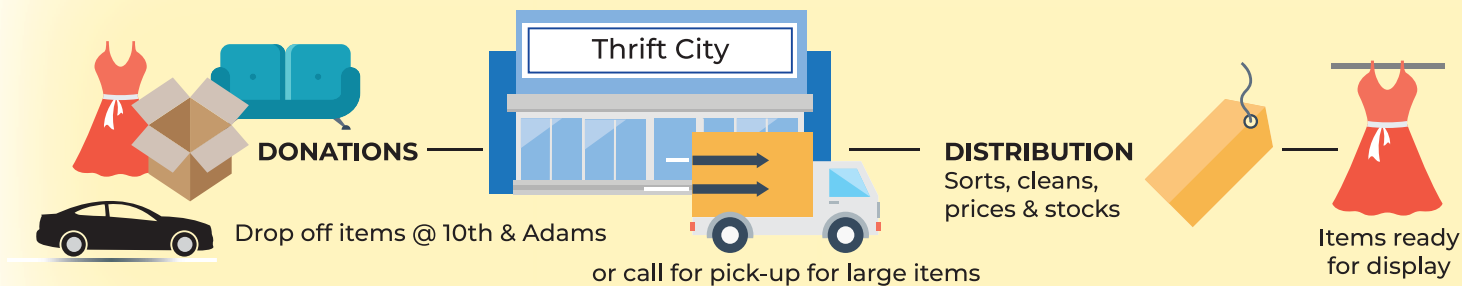 Thrift City
DONATIONS
Drop off items @ 10th & Adams
or call for pick-up for large items
DISTRIBUTION
Sorts, cleans,
prices & stocks
Items ready
for display